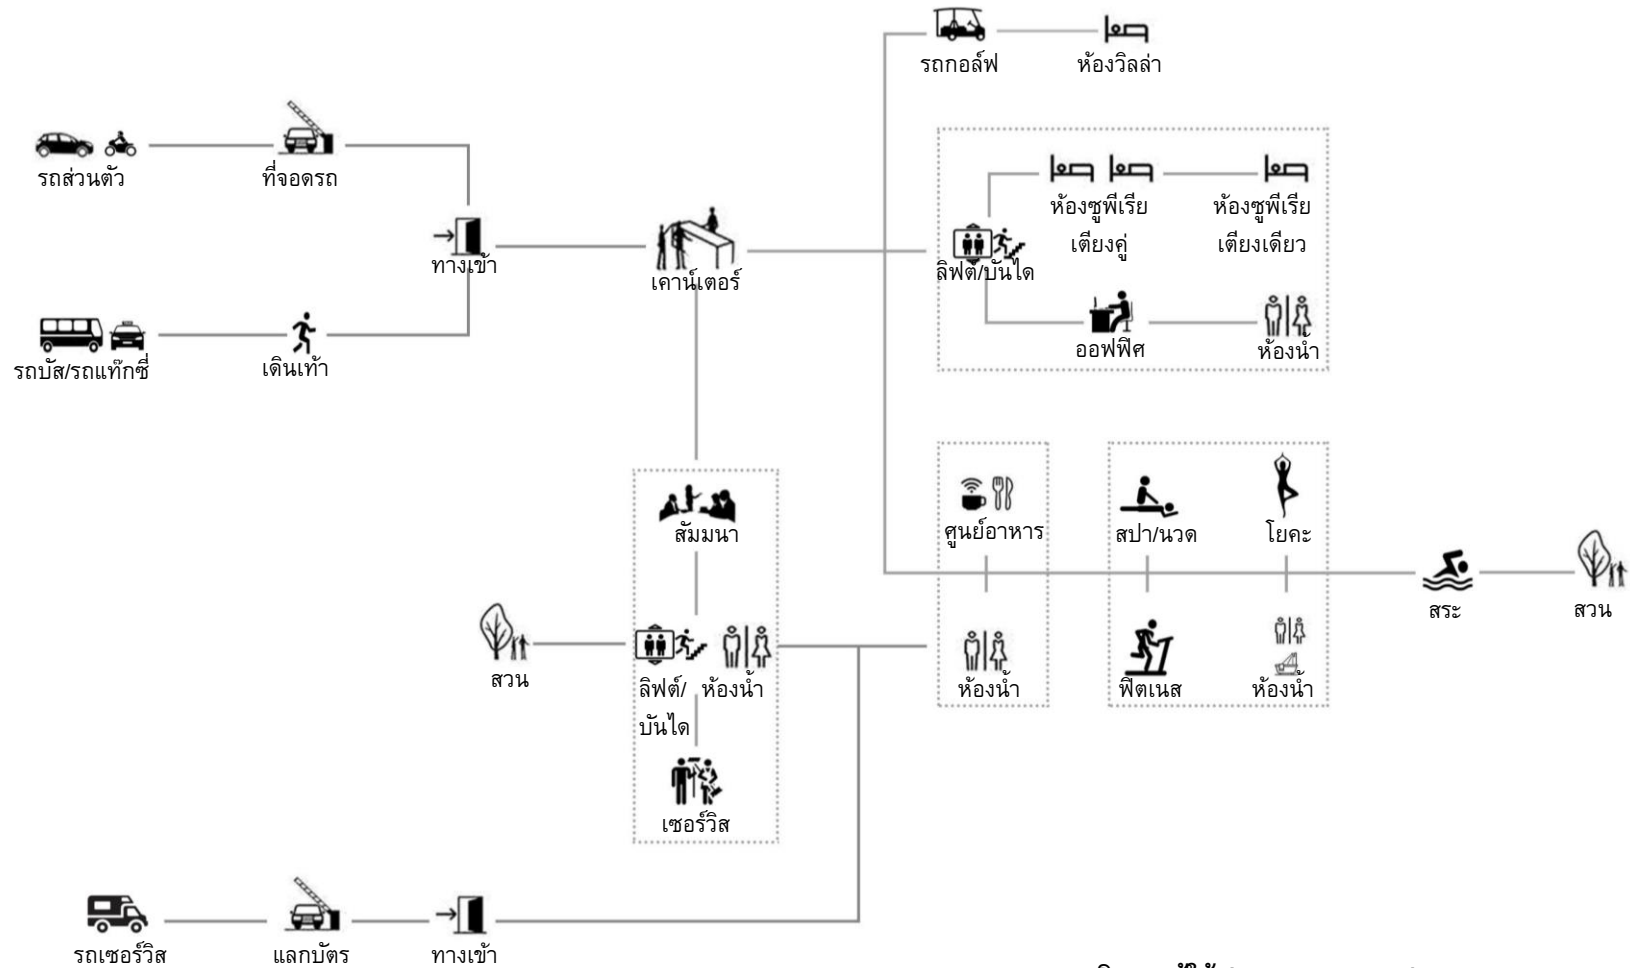 รถกอล์ฟ
ห้องวิลล่า
รถส่วนตัว
ที่จอดรถ
ห้องซูพีเรีย
เตียงคู่
ห้องซูพีเรีย
เตียงเดียว
ทางเข้า
เคาน์เตอร์
ลิฟต์/บันได
ออฟฟิศ
ห้องน้ำ
รถบัส/รถแท๊กซี่
เดินเท้า
สัมมนา
ศูนย์อาหาร
สปา/นวด
โยคะ
สระ
สวน
สวน
ลิฟต์/
บันได
ห้องน้ำ
ห้องน้ำ
ฟิตเนส
ห้องน้ำ
เซอร์วิส
รถเซอร์วิส
แลกบัตร
ทางเข้า